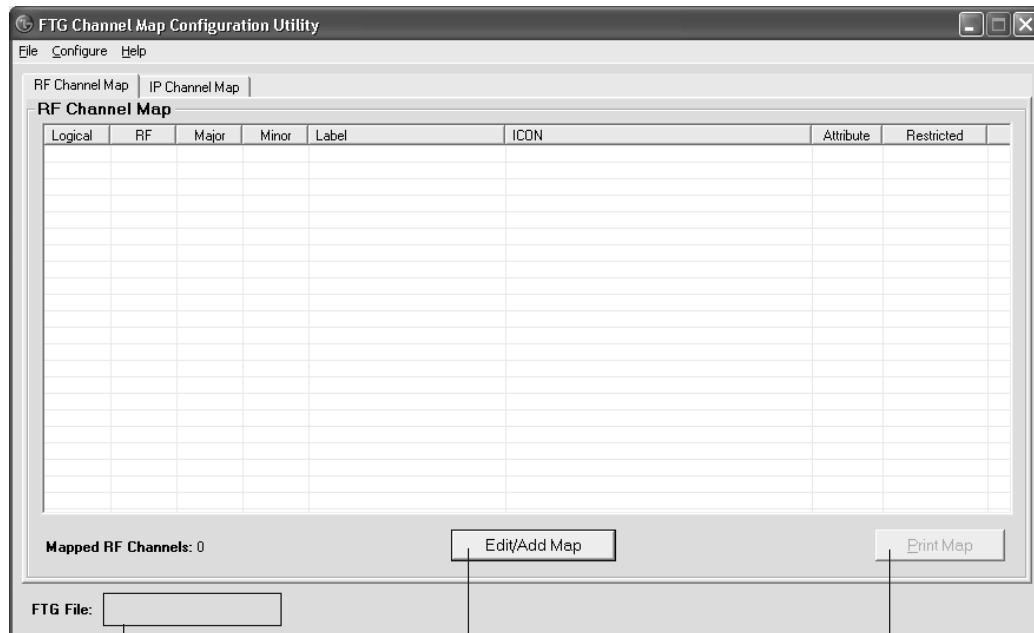 FTG Channel Map Configuration Utility
File Configure Help
RF Channel Map IP Channel Map
RF Channel Map
Logical RF Major Minor Label ICON Attribute Restricted
Mapped RF Channels: 0 Edit/Add Map Print Map
FTG File: